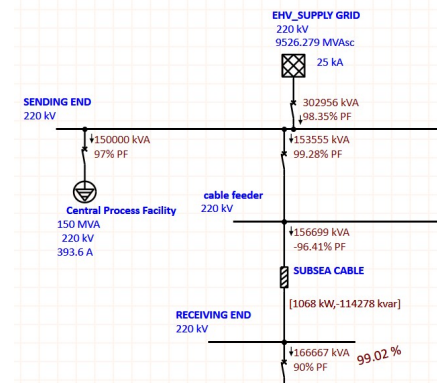 EHV_SUPPLY GRID
220 kV
9526.279 MVAsc
25 kA
SENDING END
220 kV
302956 kVA
98.35% PF
150000 kVA
97% PF
153555 kVA
99.28% PF
Central Process Facility
150 MVA
220 kV
393.6 A
cable feeder
220 kV
156699 kVA
-96.41% PF
SUBSEA CABLE
[1068 kW,-114278 kvar]
RECEIVING END
220 kV
166667 kVA
90% PF
99.02 %